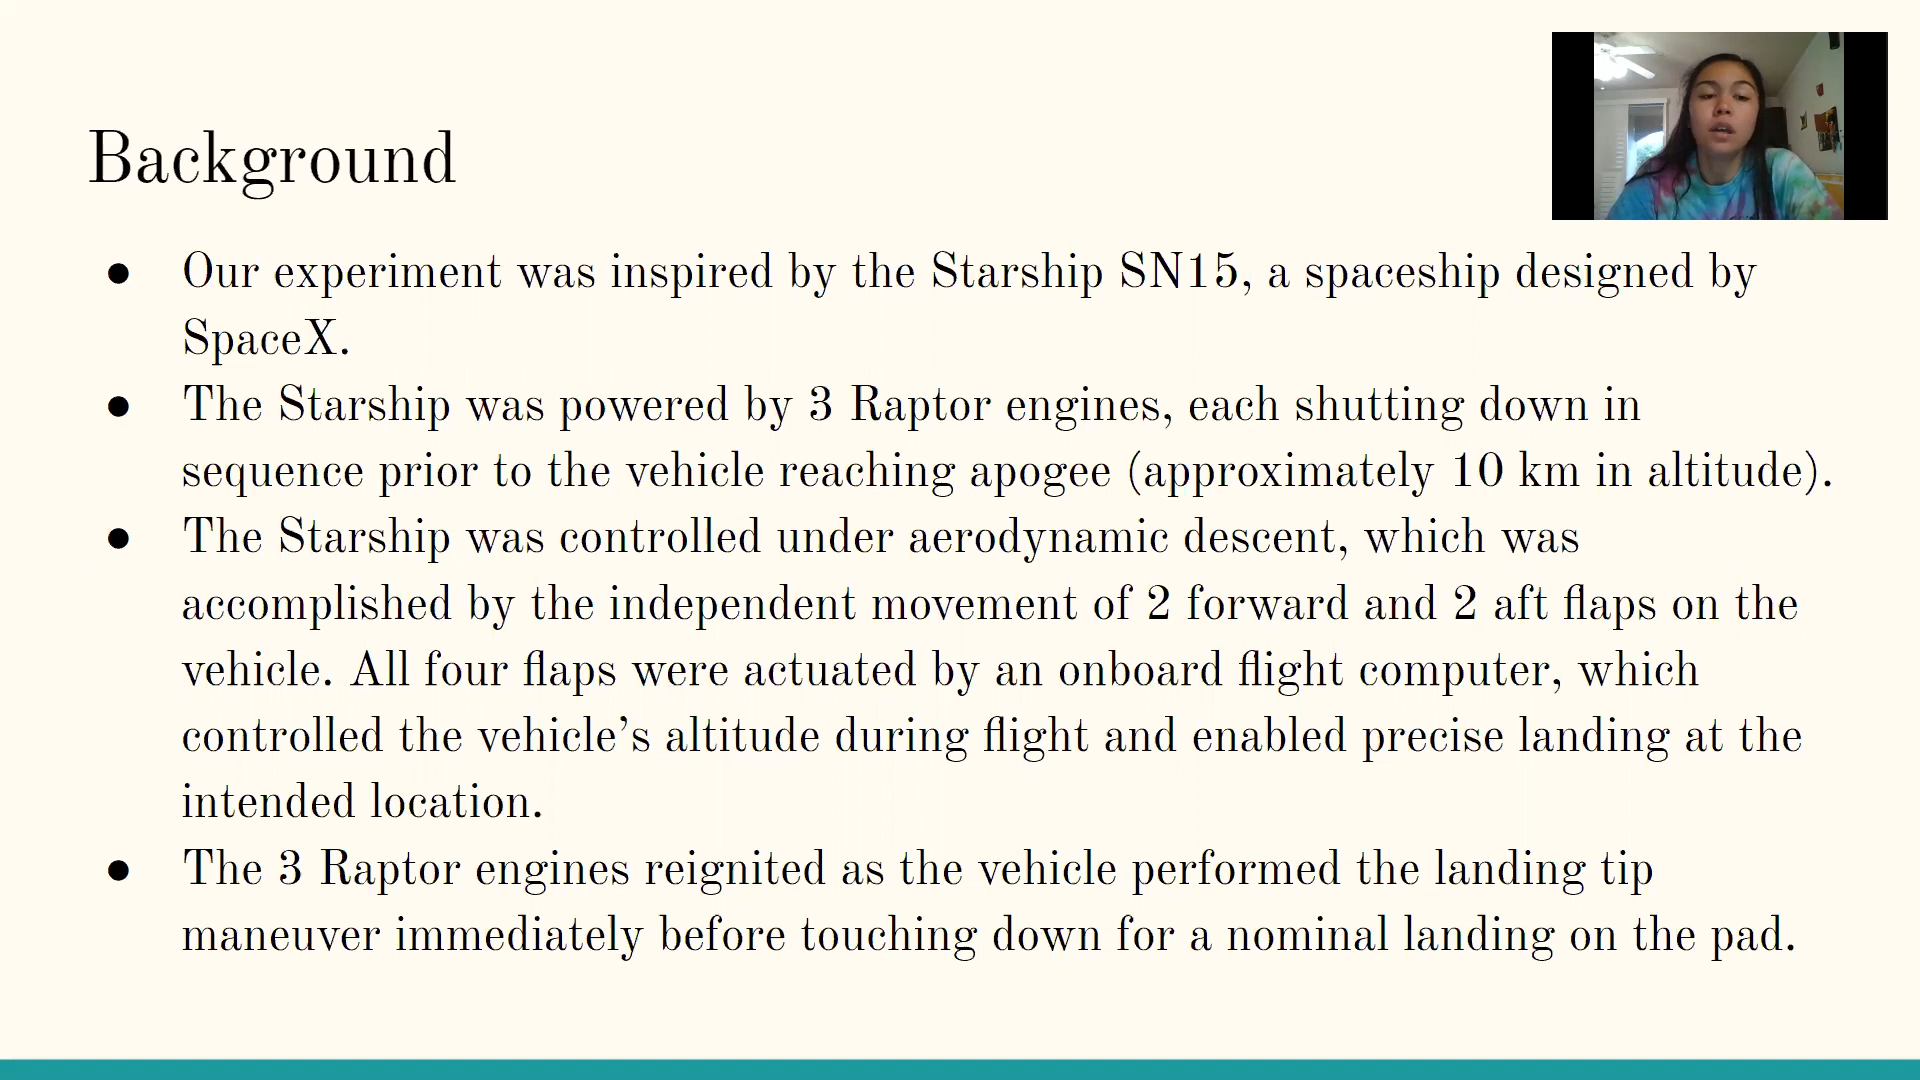 Background
● Our experiment was inspired by the Starship SN15, a spaceship designed by
SpaceX.
● The Starship was powered by 3 Raptor engines, each shutting down in
sequence prior to the vehicle reaching apogee (approximately 10 km in altitude).
● The Starship was controlled under aerodynamic descent, which was
accomplished by the independent movement of 2 forward and 2 aft flaps on the
vehicle. All four flaps were actuated by an onboard flight computer, which
controlled the vehicle’s altitude during flight and enabled precise landing at the
intended location.
● The 3 Raptor engines reignited as the vehicle performed the landing tip
maneuver immediately before touching down for a nominal landing on the pad.